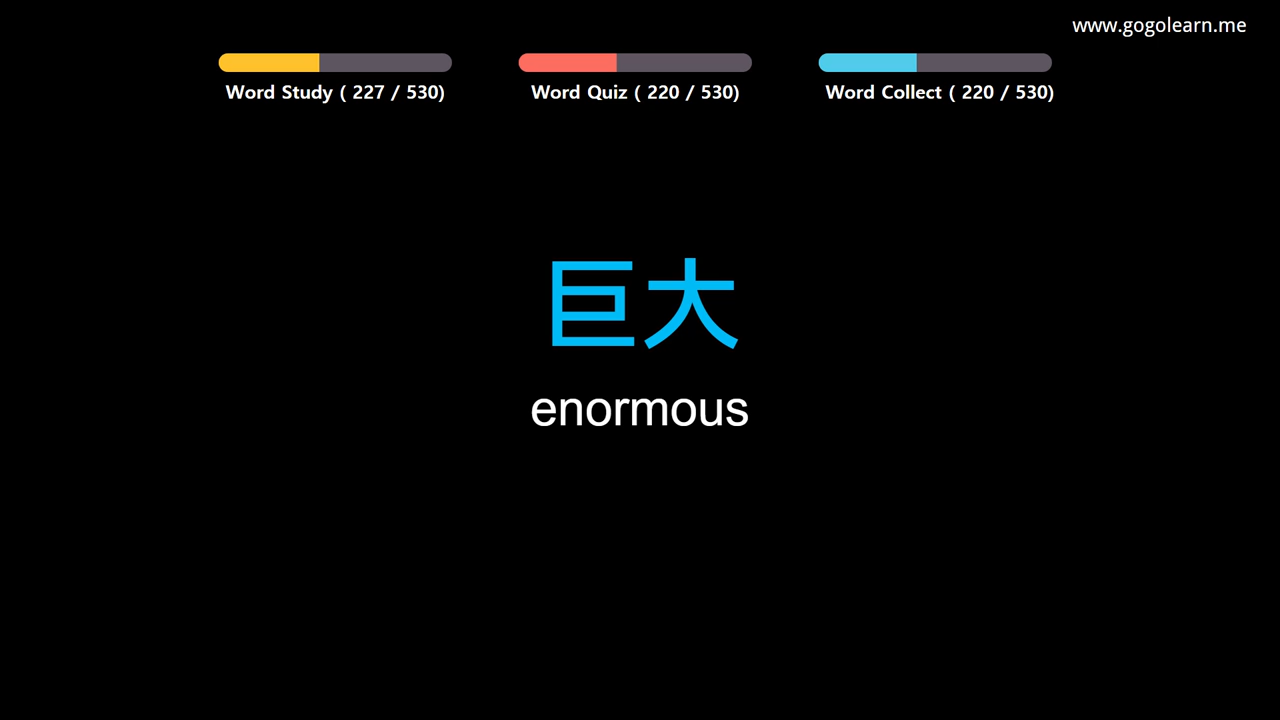 www.gogolearn.me
Word Study ( 227 / 530)
Word Quiz ( 220 / 530)
Word Collect ( 220 / 530)
巨大
enormous